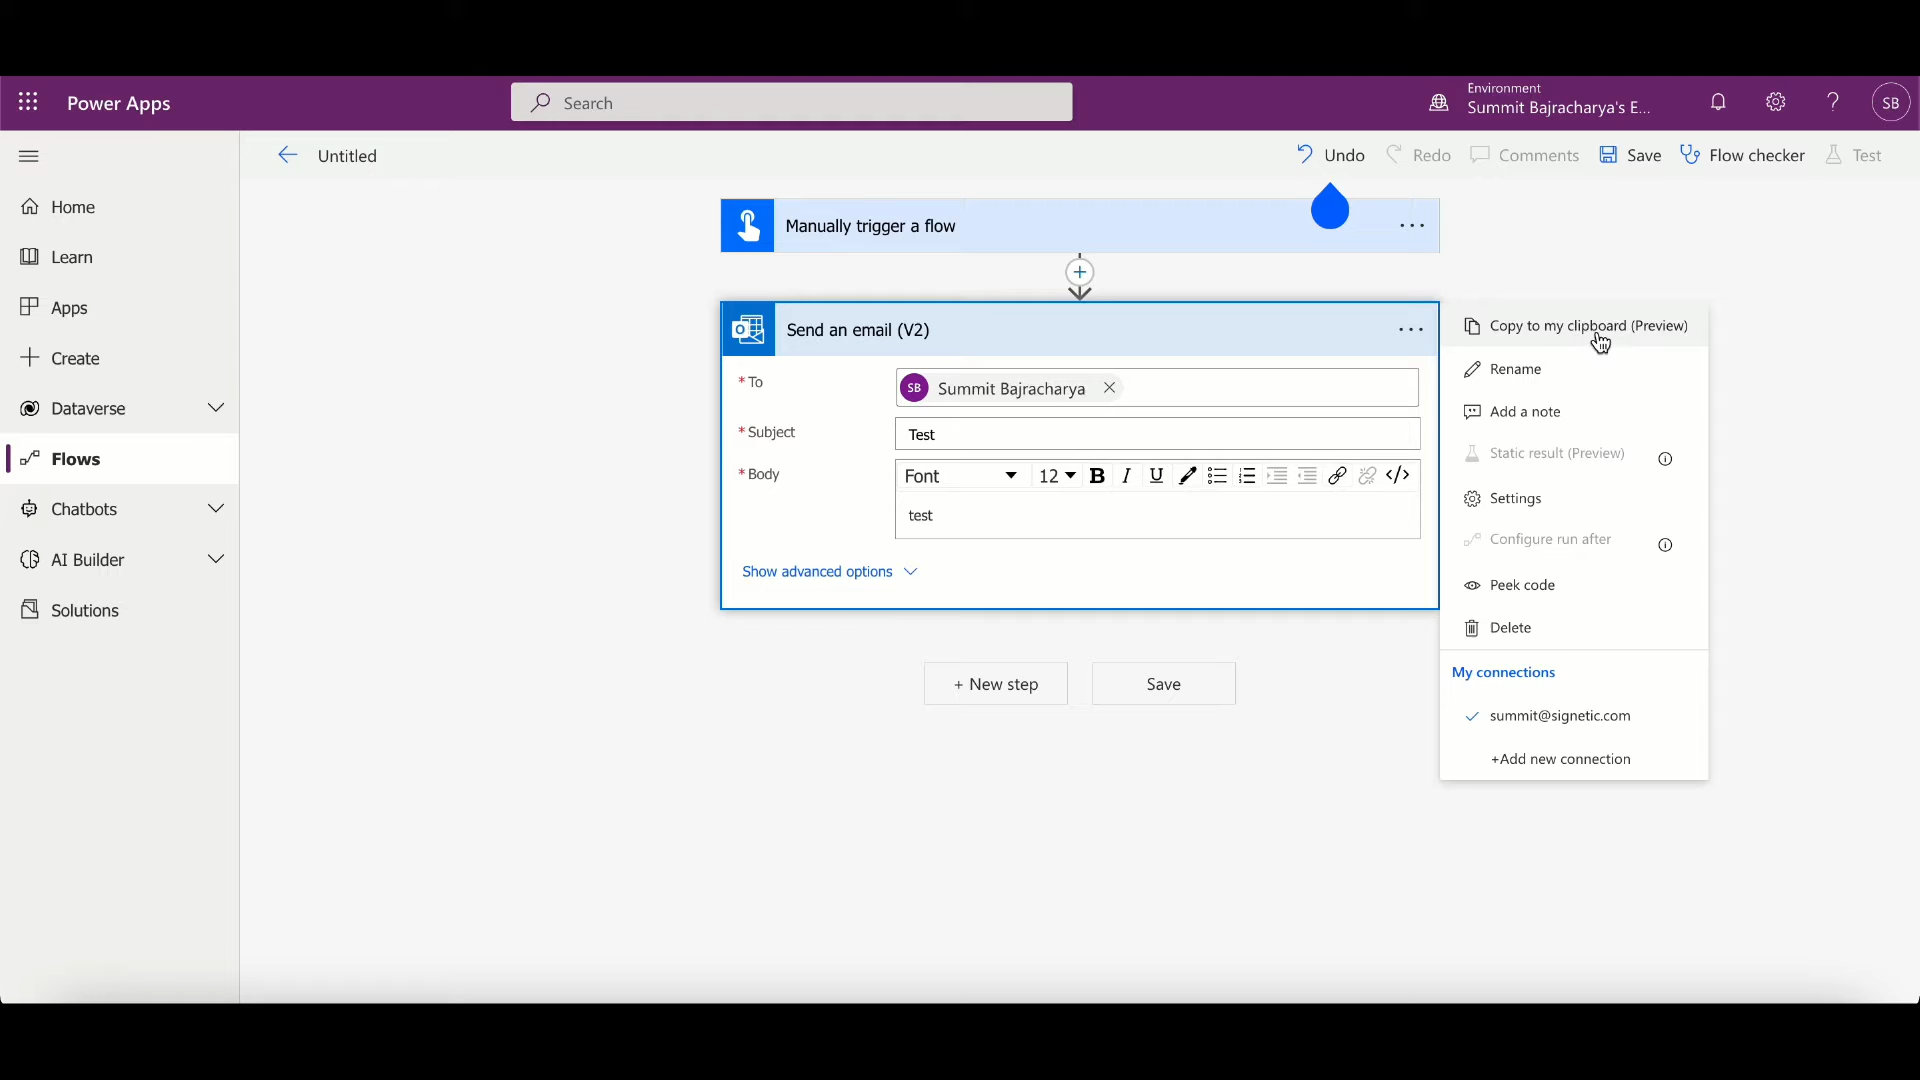 Power Apps
Search
Environment
Summit Bajracharya's E...
SB
Untitled
Undo
Redo
Comments
Save
Flow checker
Test
Home
Learn
Apps
Create
Dataverse
Flows
Chatbots
AI Builder
Solutions
Manually trigger a flow
...
Send an email (V2)
...
* To
SB Summit Bajracharya
* Subject
Test
* Body
Font 12 B I U </>
test
Show advanced options
+ New step
Save
Copy to my clipboard (Preview)
Rename
Add a note
Static result (Preview)
Settings
Configure run after
Peek code
Delete
My connections
summit@signetic.com
+Add new connection